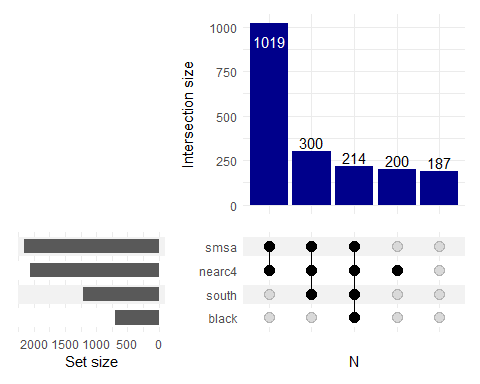 1000
750
500
250
0
Intersection size
1019
300
214
200
187
smsa
nearc4
south
black
2000 1500 1000 500 0
Set size
N